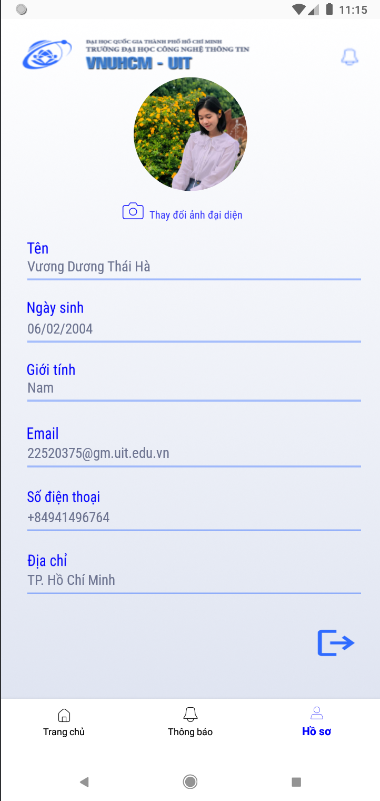 11:15
ĐẠI HỌC QUỐC GIA THÀNH PHỐ HỒ CHÍ MINH
TRƯỜNG ĐẠI HỌC CÔNG NGHỆ THÔNG TIN
VNUHCM - UIT
Thay đổi ảnh đại diện
Tên
Vương Dương Thái Hà
Ngày sinh
06/02/2004
Giới tính
Nam
Email
22520375@gm.uit.edu.vn
Số điện thoại
+84941496764
Địa chỉ
TP. Hồ Chí Minh
Trang chủ
Thông báo
Hồ sơ